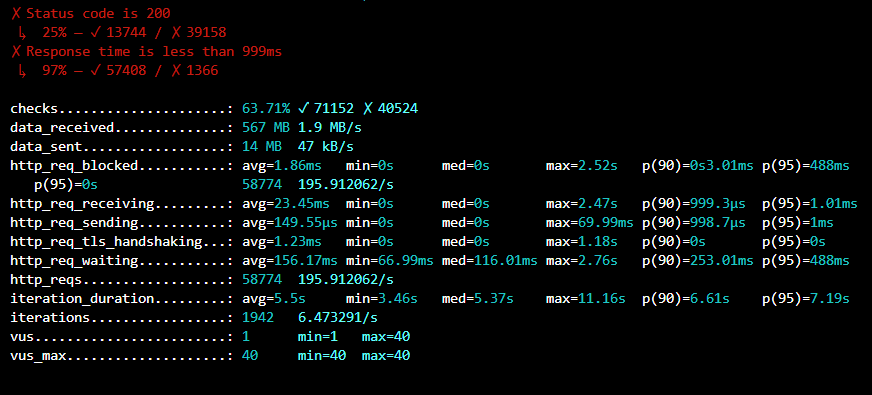 ✗ Status code is 200
↳ 25% — ✓ 13744 / ✗ 39158
✗ Response time is less than 999ms
↳ 97% — ✓ 57408 / ✗ 1366
checks.....................: 63.71% ✓ 71152 ✗ 40524
data_received..............: 567 MB 1.9 MB/s
data_sent..................: 14 MB 47 kB/s
http_req_blocked...........: avg=1.86ms min=0s med=0s max=2.52s p(90)=0s3.01ms p(95)=488ms
p(95)=0s 58774 195.912062/s
http_req_receiving.........: avg=23.45ms min=0s med=0s max=2.47s p(90)=999.3µs p(95)=1.01ms
http_req_sending...........: avg=149.55µs min=0s med=0s max=69.99ms p(90)=998.7µs p(95)=1ms
http_req_tls_handshaking...: avg=1.23ms min=0s med=0s max=1.18s p(90)=0s p(95)=0s
http_req_waiting...........: avg=156.17ms min=66.99ms med=116.01ms max=2.76s p(90)=253.01ms p(95)=488ms
http_reqs..................: 58774 195.912062/s
iteration_duration.........: avg=5.5s min=3.46s med=5.37s max=11.16s p(90)=6.61s p(95)=7.19s
iterations.................: 1942 6.473291/s
vus........................: 1 min=1 max=40
vus_max....................: 40 min=40 max=40